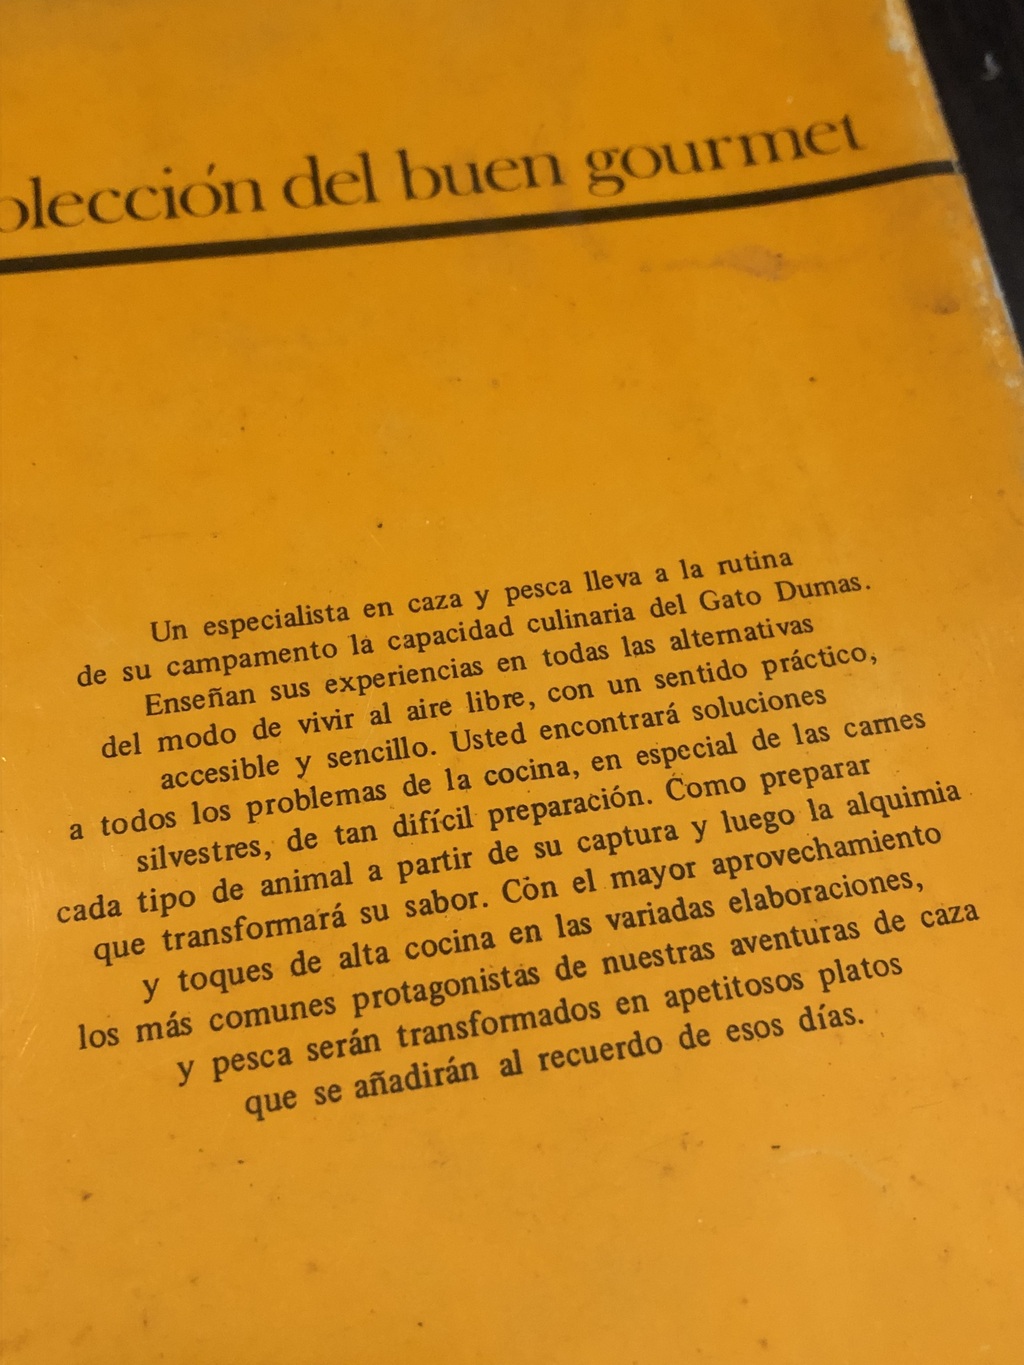 olección del buen gourmet
Un especialista en caza y pesca lleva a la rutina
de su campamento la capacidad culinaria del Gato Dumas.
Enseñan sus experiencias en todas las alternativas
del modo de vivir al aire libre, con un sentido práctico,
accesible y sencillo. Usted encontrará soluciones
a todos los problemas de la cocina, en especial de las carnes
silvestres, de tan difícil preparación. Como preparar
cada tipo de animal a partir de su captura y luego la alquimia
que transformará su sabor. Con el mayor aprovechamiento
y toques de alta cocina en las variadas elaboraciones,
los más comunes protagonistas de nuestras aventuras de caza
y pesca serán transformados en apetitosos platos
que se añadirán al recuerdo de esos días.